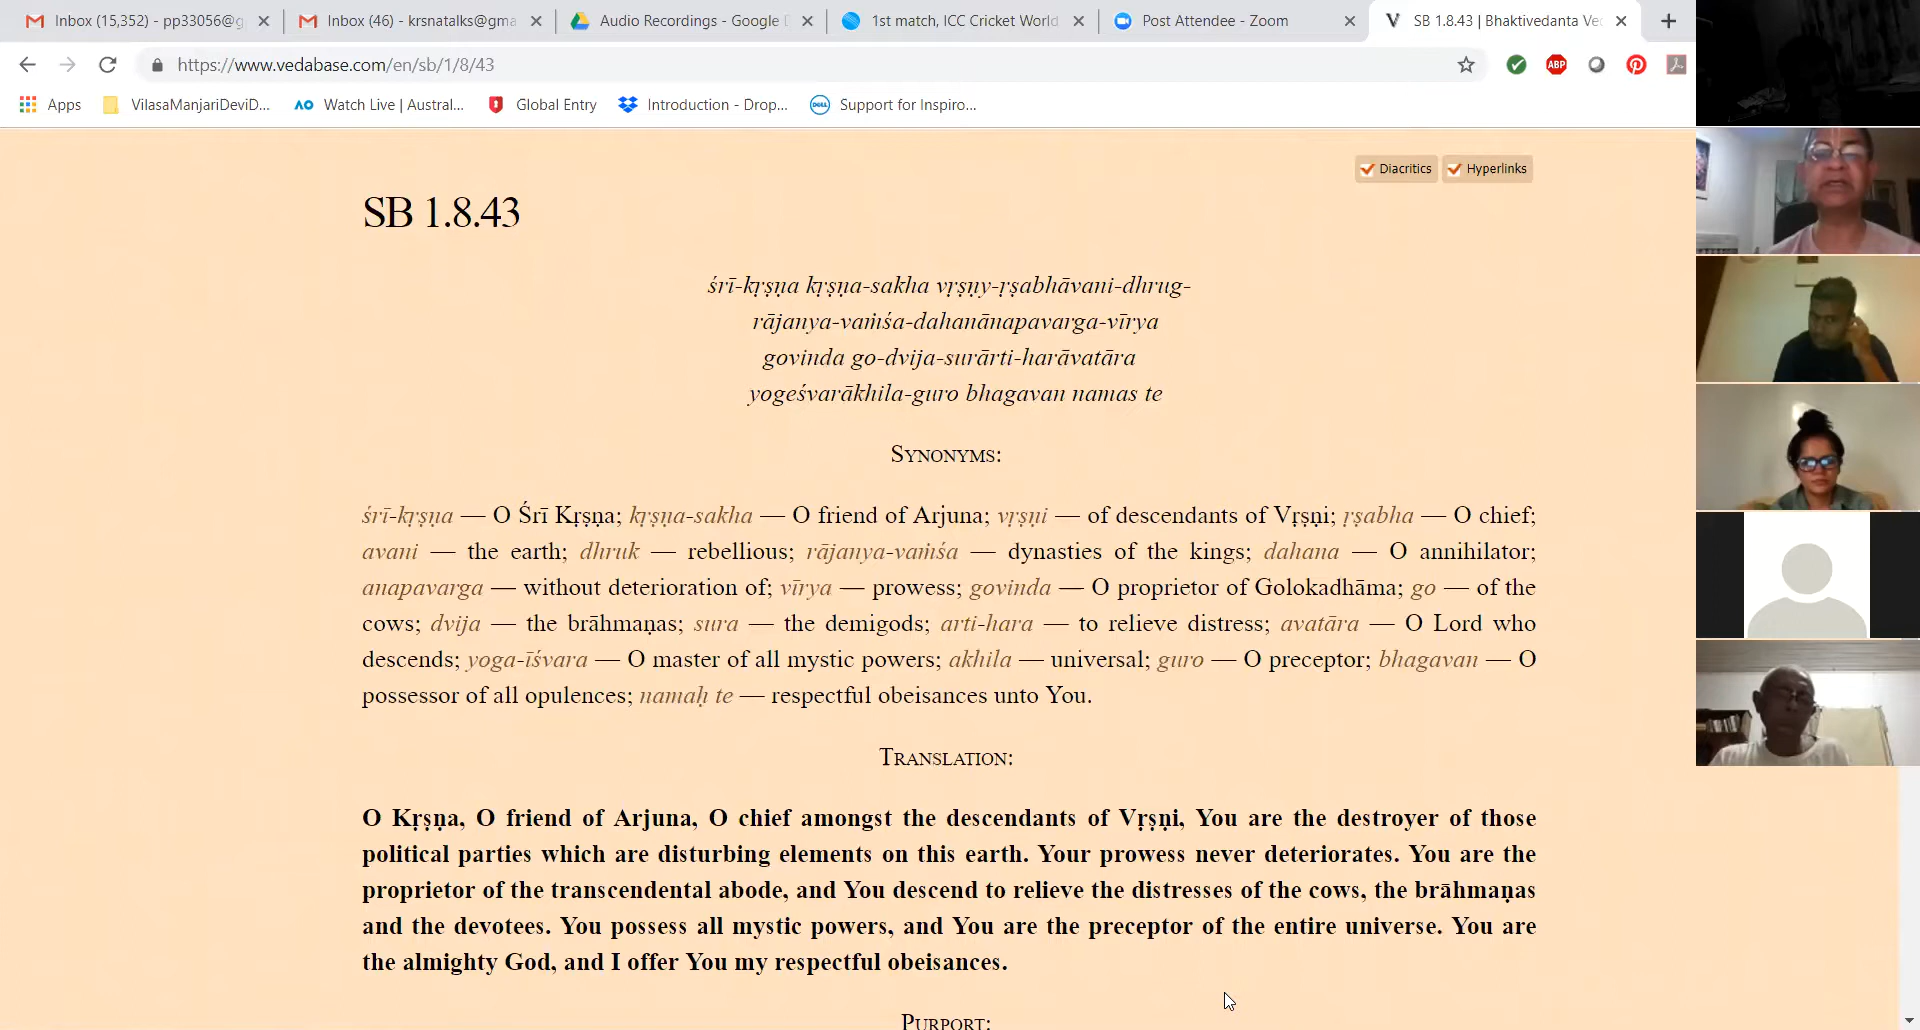 Inbox (15,352) - pp33056@g
Inbox (46) - krsnatalks@gma
Audio Recordings - Google D
1st match, ICC Cricket World
Post Attendee - Zoom
SB 1.8.43 | Bhaktivedanta Ve
https://www.vedabase.com/en/sb/1/8/43
ABP
Apps
VilasaManjariDeviD...
Watch Live | Austral...
Global Entry
Introduction - Drop...
Support for Inspiro...
Diacritics
Hyperlinks
SB 1.8.43
śrī-kṛṣṇa kṛṣṇa-sakha vṛṣṇy-ṛṣabhāvani-dhrug-
rājanya-vaṁśa-dahanānapavarga-vīrya
govinda go-dvija-surārti-harāvatāra
yogeśvarākhila-guro bhagavan namas te
SYNONYMS:
śrī-kṛṣṇa — O Śrī Kṛṣṇa; kṛṣṇa-sakha — O friend of Arjuna; vṛṣṇi — of descendants of Vṛṣṇi; ṛṣabha — O chief;
avani — the earth; dhruk — rebellious; rājanya-vaṁśa — dynasties of the kings; dahana — O annihilator;
anapavarga — without deterioration of; vīrya — prowess; govinda — O proprietor of Golokadhāma; go — of the
cows; dvija — the brāhmaṇas; sura — the demigods; arti-hara — to relieve distress; avatāra — O Lord who
descends; yoga-īśvara — O master of all mystic powers; akhila — universal; guro — O preceptor; bhagavan — O
possessor of all opulences; namaḥ te — respectful obeisances unto You.
TRANSLATION:
O Kṛṣṇa, O friend of Arjuna, O chief amongst the descendants of Vṛṣṇi, You are the destroyer of those
political parties which are disturbing elements on this earth. Your prowess never deteriorates. You are the
proprietor of the transcendental abode, and You descend to relieve the distresses of the cows, the brāhmaṇas
and the devotees. You possess all mystic powers, and You are the preceptor of the entire universe. You are
the almighty God, and I offer You my respectful obeisances.
PURPORT: